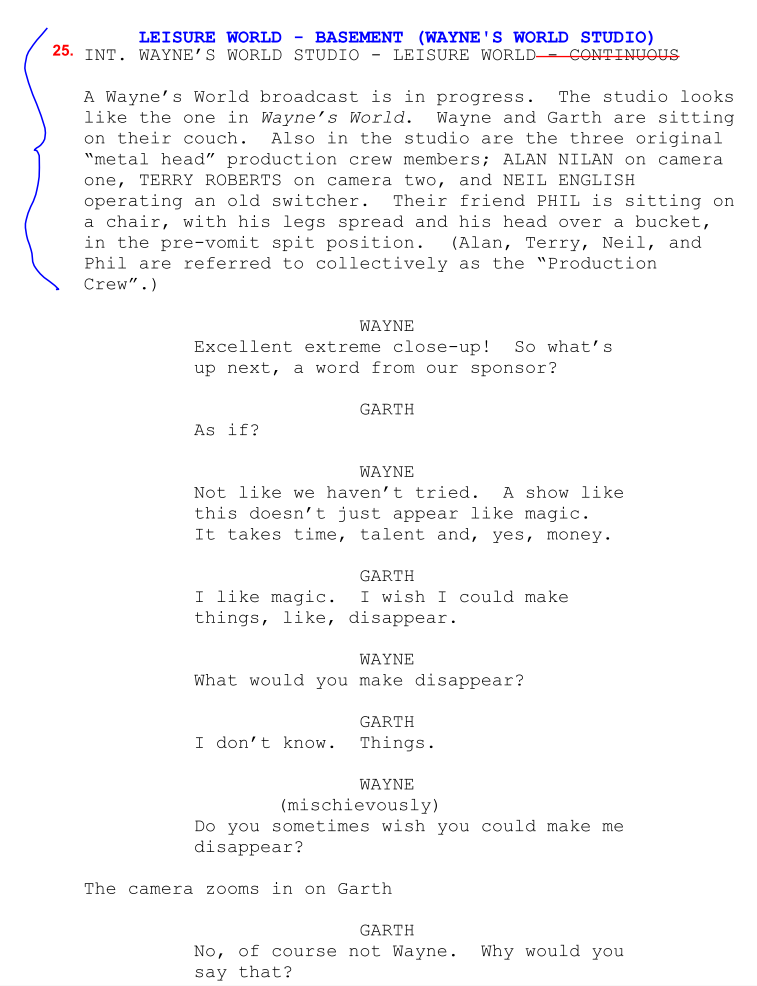 LEISURE WORLD - BASEMENT (WAYNE'S WORLD STUDIO)
25. INT. WAYNE’S WORLD STUDIO - LEISURE WORLD - CONTINUOUS
A Wayne’s World broadcast is in progress.  The studio looks
like the one in Wayne’s World.  Wayne and Garth are sitting
on their couch.  Also in the studio are the three original
“metal head” production crew members; ALAN NILAN on camera
one, TERRY ROBERTS on camera two, and NEIL ENGLISH
operating an old switcher.  Their friend PHIL is sitting on
a chair, with his legs spread and his head over a bucket,
in the pre-vomit spit position.  (Alan, Terry, Neil, and
Phil are referred to collectively as the “Production
Crew”.)
WAYNE
Excellent extreme close-up!  So what’s
up next, a word from our sponsor?
GARTH
As if?
WAYNE
Not like we haven’t tried.  A show like
this doesn’t just appear like magic.
It takes time, talent and, yes, money.
GARTH
I like magic.  I wish I could make
things, like, disappear.
WAYNE
What would you make disappear?
GARTH
I don’t know.  Things.
WAYNE
(mischievously)
Do you sometimes wish you could make me
disappear?
The camera zooms in on Garth
GARTH
No, of course not Wayne.  Why would you
say that?